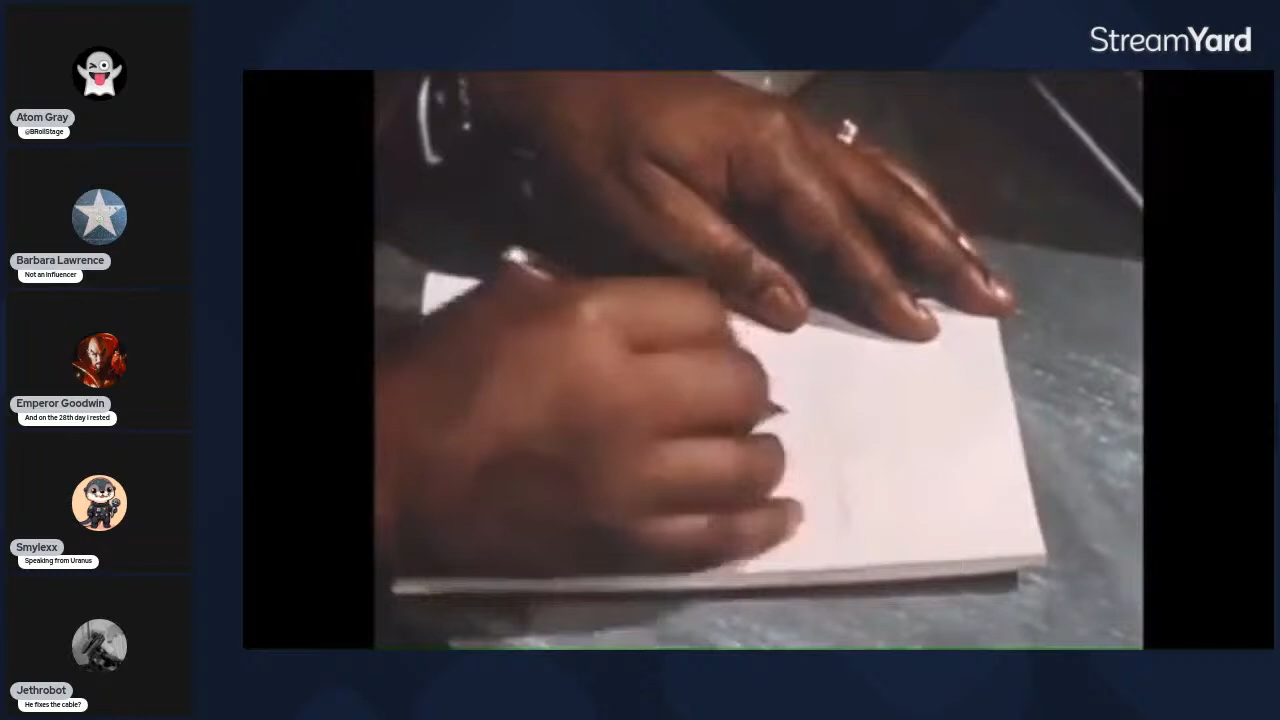 StreamYard
Atom Gray
@BRollStage
Barbara Lawrence
Not an influencer
Emperor Goodwin
And on the 28th day I rested
Smylexx
Speaking from Uranus
Jethrobot
He fixes the cable?